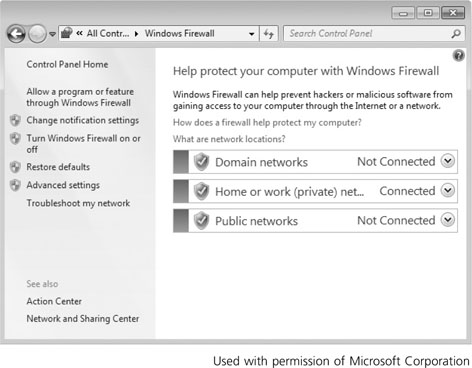 « All Contr... ▸ Windows Firewall
Search Control Panel
Control Panel Home
Allow a program or feature
through Windows Firewall
Change notification settings
Turn Windows Firewall on or
off
Restore defaults
Advanced settings
Troubleshoot my network
See also
Action Center
Network and Sharing Center
Help protect your computer with Windows Firewall
Windows Firewall can help prevent hackers or malicious software from
gaining access to your computer through the Internet or a network.
How does a firewall help protect my computer?
What are network locations?
Domain networks Not Connected
Home or work (private) net... Connected
Public networks Not Connected
Used with permission of Microsoft Corporation